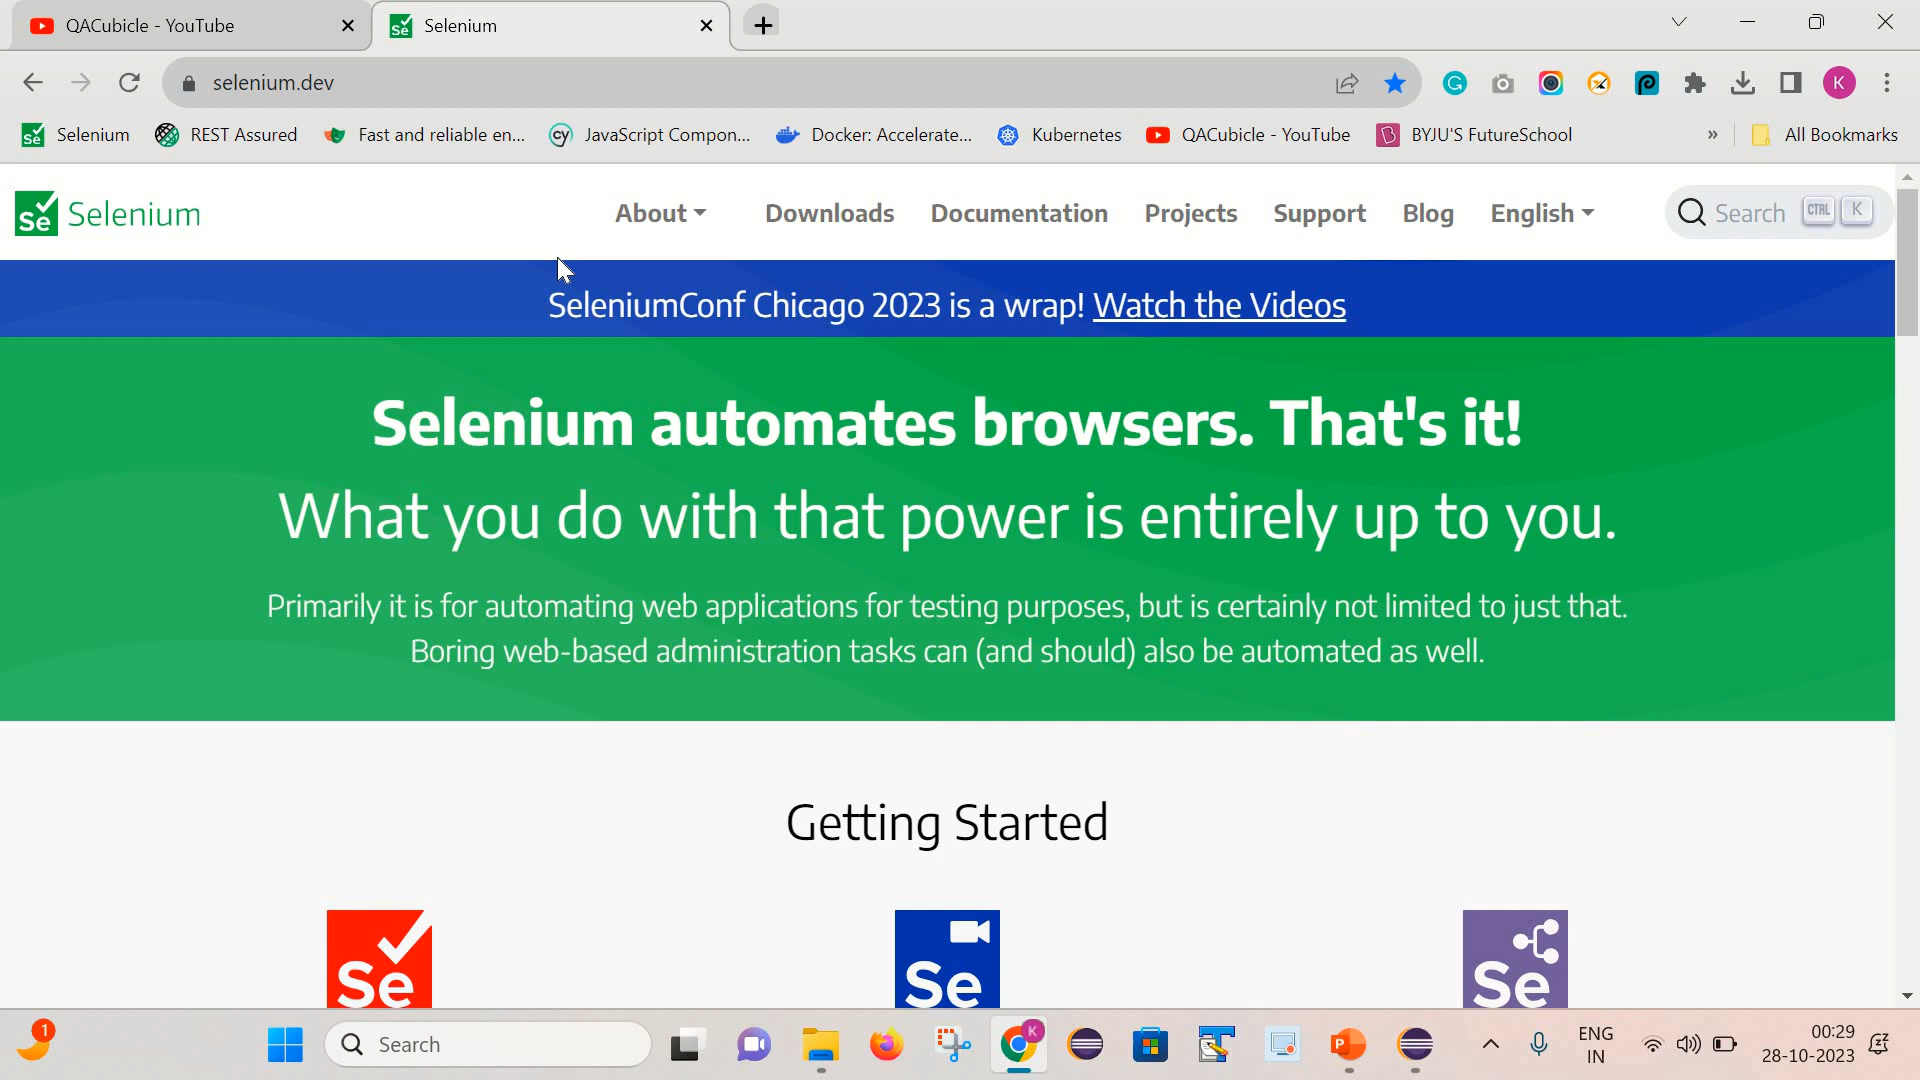 QACubicle - YouTube
Selenium
selenium.dev
K
Selenium
REST Assured
Fast and reliable en...
cy
JavaScript Compon...
Docker: Accelerate...
Kubernetes
QACubicle - YouTube
BYJU'S FutureSchool
»
All Bookmarks
Se Selenium
About
Downloads
Documentation
Projects
Support
Blog
English
Search CTRL K
SeleniumConf Chicago 2023 is a wrap! Watch the Videos
Selenium automates browsers. That's it!
What you do with that power is entirely up to you.
Primarily it is for automating web applications for testing purposes, but is certainly not limited to just that.
Boring web-based administration tasks can (and should) also be automated as well.
Getting Started
Se
Se
Se
1
Search
K
P
ENG
IN
00:29
28-10-2023